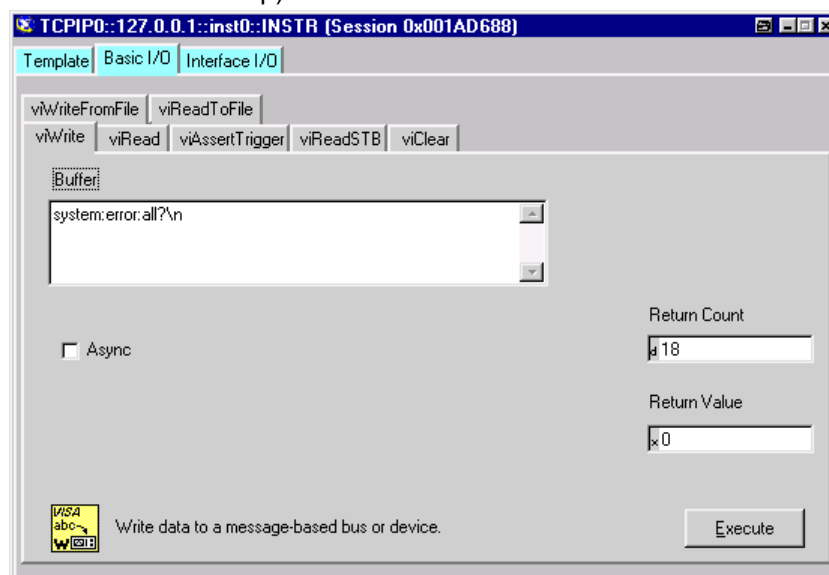 TCPIP0::127.0.0.1::inst0::INSTR (Session 0x001AD688)
Template Basic I/O Interface I/O
viWriteFromFile viReadToFile
viWrite viRead viAssertTrigger viReadSTB viClear
Buffer
system:error:all?\n
Return Count
Async
d 18
Return Value
x 0
VISA
abc
W
Write data to a message-based bus or device.
Execute